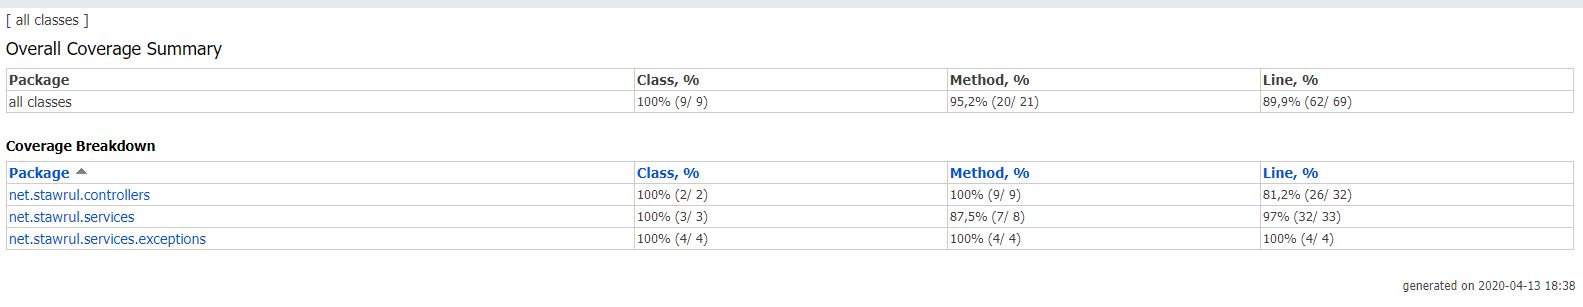 [ all classes ]
Overall Coverage Summary
Package Class, % Method, % Line, %
all classes 100% (9/ 9) 95,2% (20/ 21) 89,9% (62/ 69)
Coverage Breakdown
Package Class, % Method, % Line, %
net.stawrul.controllers 100% (2/ 2) 100% (9/ 9) 81,2% (26/ 32)
net.stawrul.services 100% (3/ 3) 87,5% (7/ 8) 97% (32/ 33)
net.stawrul.services.exceptions 100% (4/ 4) 100% (4/ 4) 100% (4/ 4)
generated on 2020-04-13 18:38